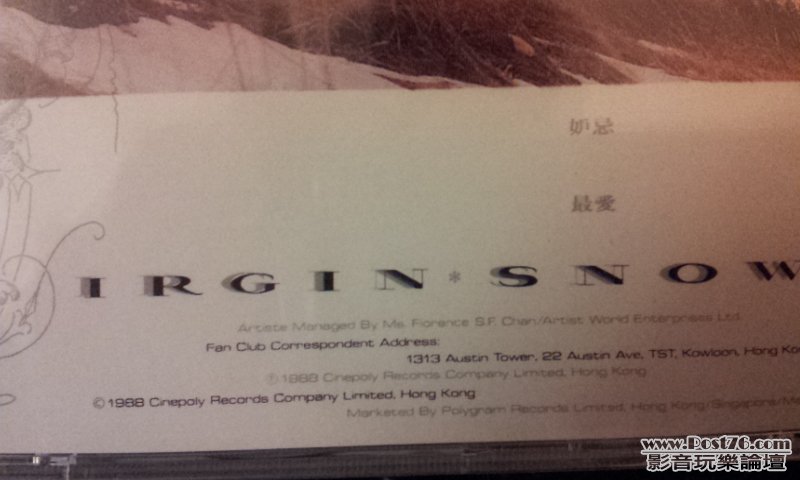 妒忌
最愛
IRGIN*SNOW
Artiste Managed By Ms. Florence S.F. Chan/Artist World Enterprises Ltd.
Fan Club Correspondent Address:
1313 Austin Tower, 22 Austin Ave, TST, Kowloon, Hong Ko
Ⓟ1988 Cinepoly Records Company Limited, Hong Kong
©1988 Cinepoly Records Company Limited, Hong Kong
Marketed By Polygram Records Limited, Hong Kong/Singapore/M
www.Post76.com
影音玩樂論壇